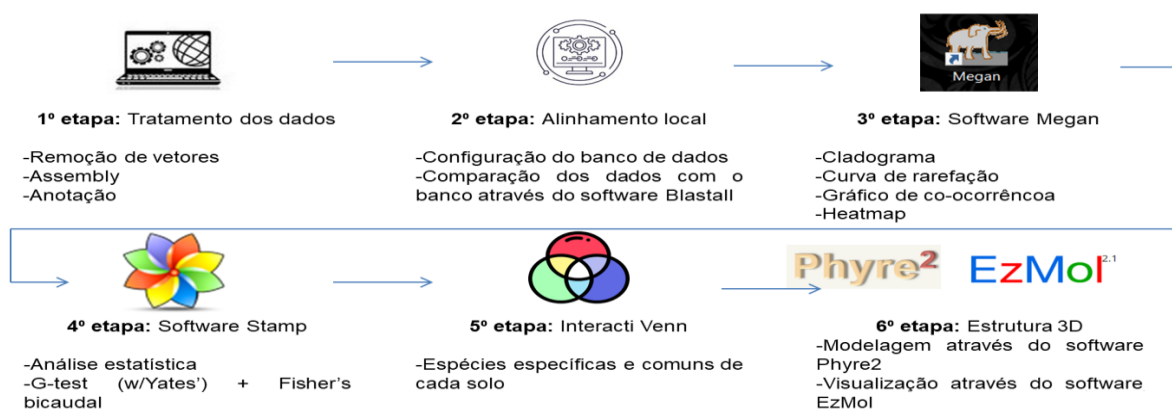 Megan
1º etapa: Tratamento dos dados
-Remoção de vetores
-Assembly
-Anotação
2º etapa: Alinhamento local
-Configuração do banco de dados
-Comparação dos dados com o
banco através do software Blastall
3º etapa: Software Megan
-Cladograma
-Curva de rarefação
-Gráfico de co-ocorrêncoa
-Heatmap
4º etapa: Software Stamp
-Análise estatística
-G-test (w/Yates') + Fisher's
bicaudal
5º etapa: Interacti Venn
-Espécies específicas e comuns de
cada solo
Phyre2
EzMol 2.1
6º etapa: Estrutura 3D
-Modelagem através do software
Phyre2
-Visualização através do software
EzMol